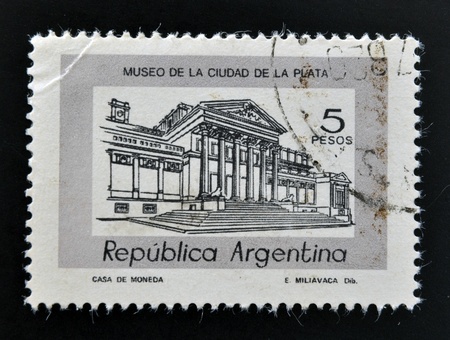 MUSEO DE LA CIUDAD DE LA PLATA
5
PESOS
República Argentina
CASA DE MONEDA
E. MILIAVACA Dib.